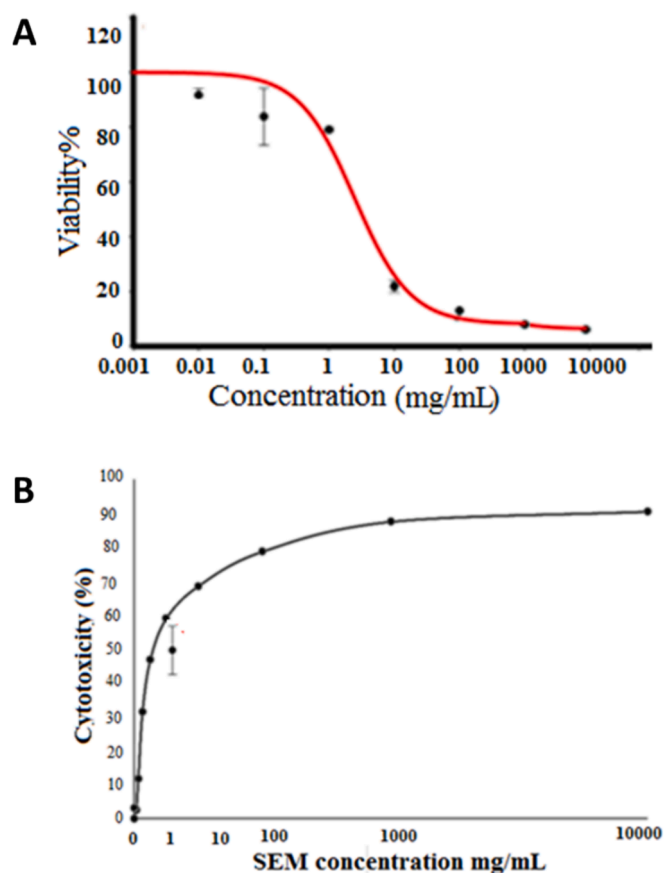 A
120
100
80
60
40
20
0
Viability%
0.001 0.01 0.1 1 10 100 1000 10000
Concentration (mg/mL)
B
100
90
80
70
60
50
40
30
20
10
0
Cytotoxicity (%)
0 1 10 100 1000 10000
SEM concentration mg/mL